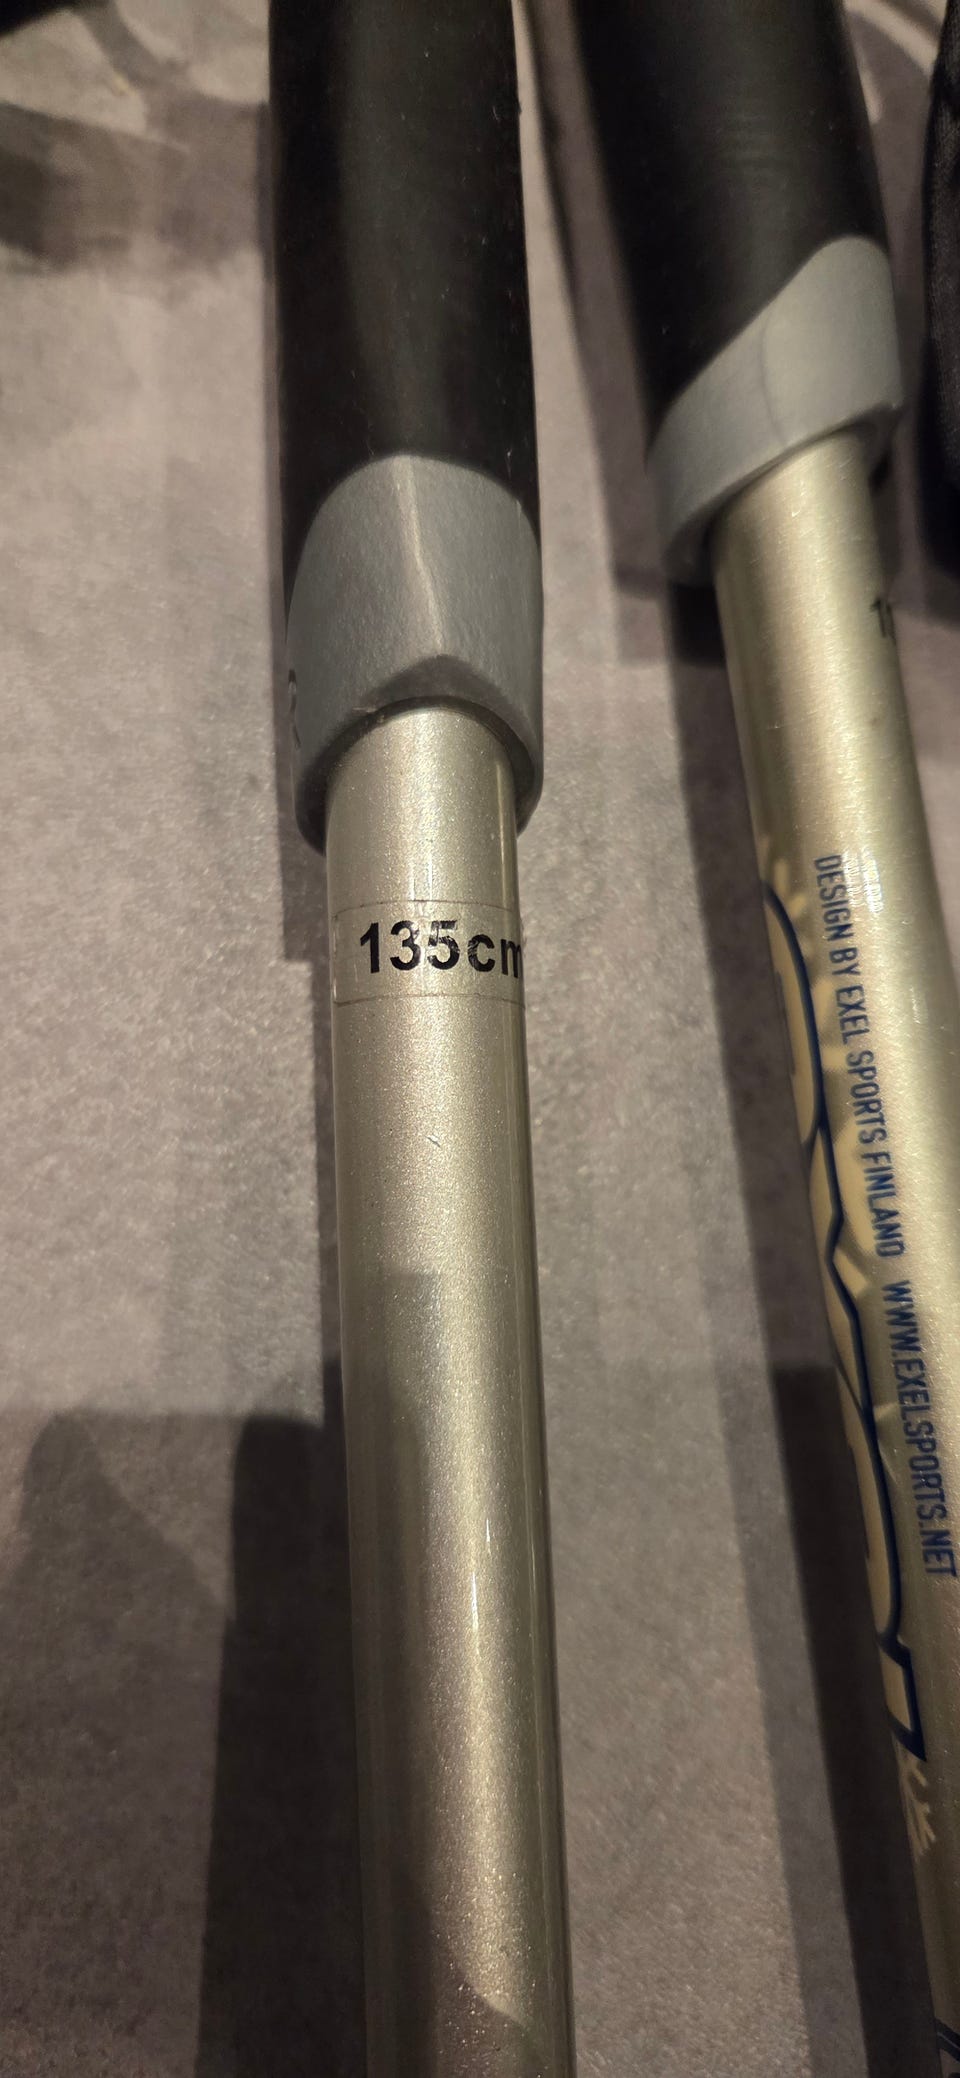 135cm
DESIGN BY EXEL SPORTS FINLAND WWW.EXELSPORTS.NET